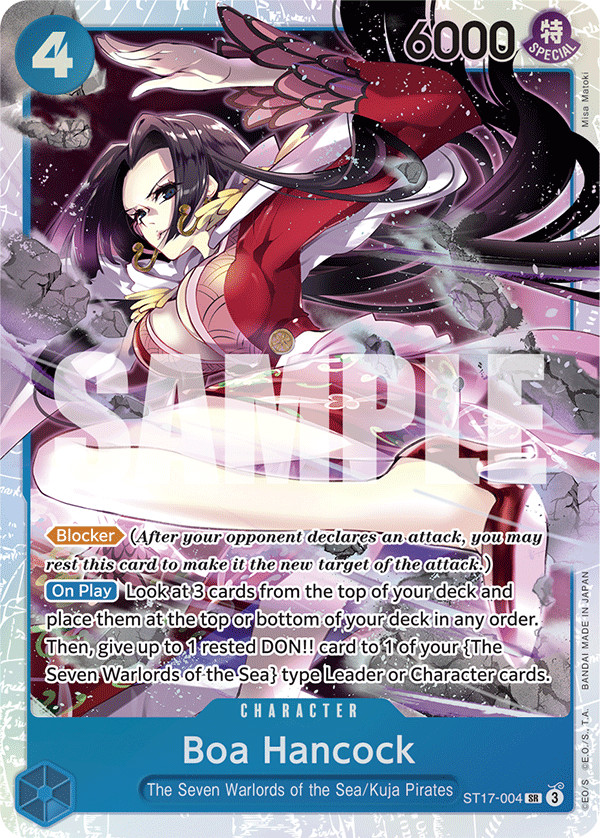 4
6000
特
SPECIAL
Misa Matoki
SAMPLE
Blocker (After your opponent declares an attack, you may
rest this card to make it the new target of the attack.)
On Play Look at 3 cards from the top of your deck and
place them at the top or bottom of your deck in any order.
Then, give up to 1 rested DON!! card to 1 of your {The
Seven Warlords of the Sea} type Leader or Character cards.
CHARACTER
Boa Hancock
The Seven Warlords of the Sea/Kuja Pirates
ST17-004 SR 3
©EO/S ©E.O./S., T.A. BANDAI MADE IN JAPAN